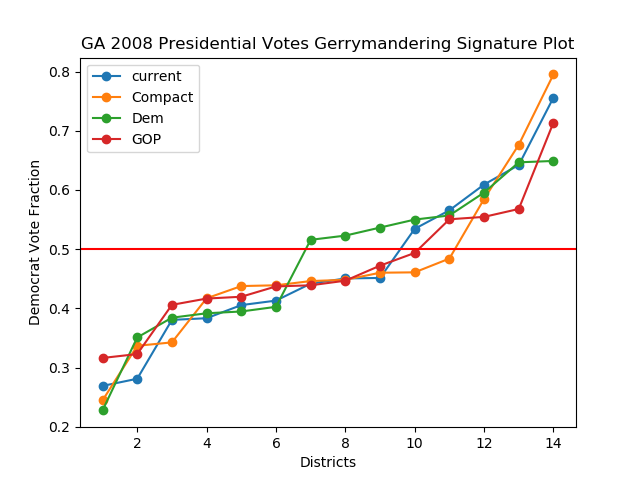 GA 2008 Presidential Votes Gerrymandering Signature Plot
current
Compact
Dem
GOP
0.8
0.7
0.6
0.5
0.4
0.3
0.2
Democrat Vote Fraction
2 4 6 8 10 12 14
Districts